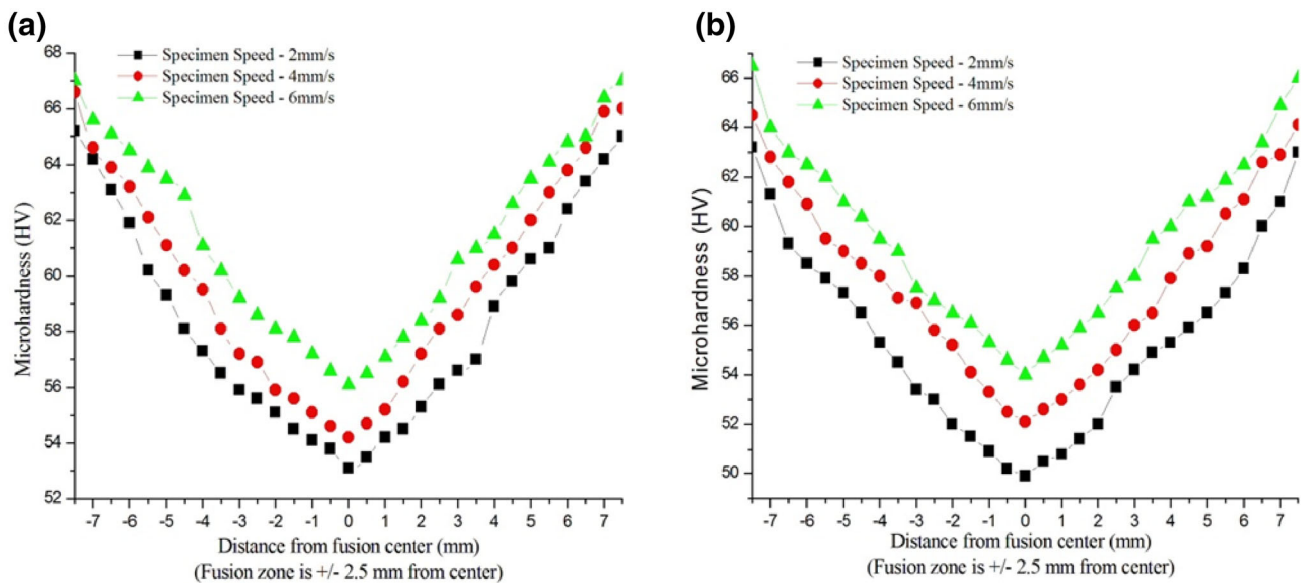 (a)
Specimen Speed - 2mm/s
Specimen Speed - 4mm/s
Specimen Speed - 6mm/s
68
66
64
62
60
58
56
54
52
Microhardness (HV)
-7 -6 -5 -4 -3 -2 -1 0 1 2 3 4 5 6 7
Distance from fusion center (mm)
(Fusion zone is +/- 2.5 mm from center)
(b)
Specimen Speed - 2mm/s
Specimen Speed - 4mm/s
Specimen Speed - 6mm/s
66
64
62
60
58
56
54
52
50
Microhardness (HV)
-7 -6 -5 -4 -3 -2 -1 0 1 2 3 4 5 6 7
Distance from fusion center (mm)
(Fusion zone is +/- 2.5 mm from center)